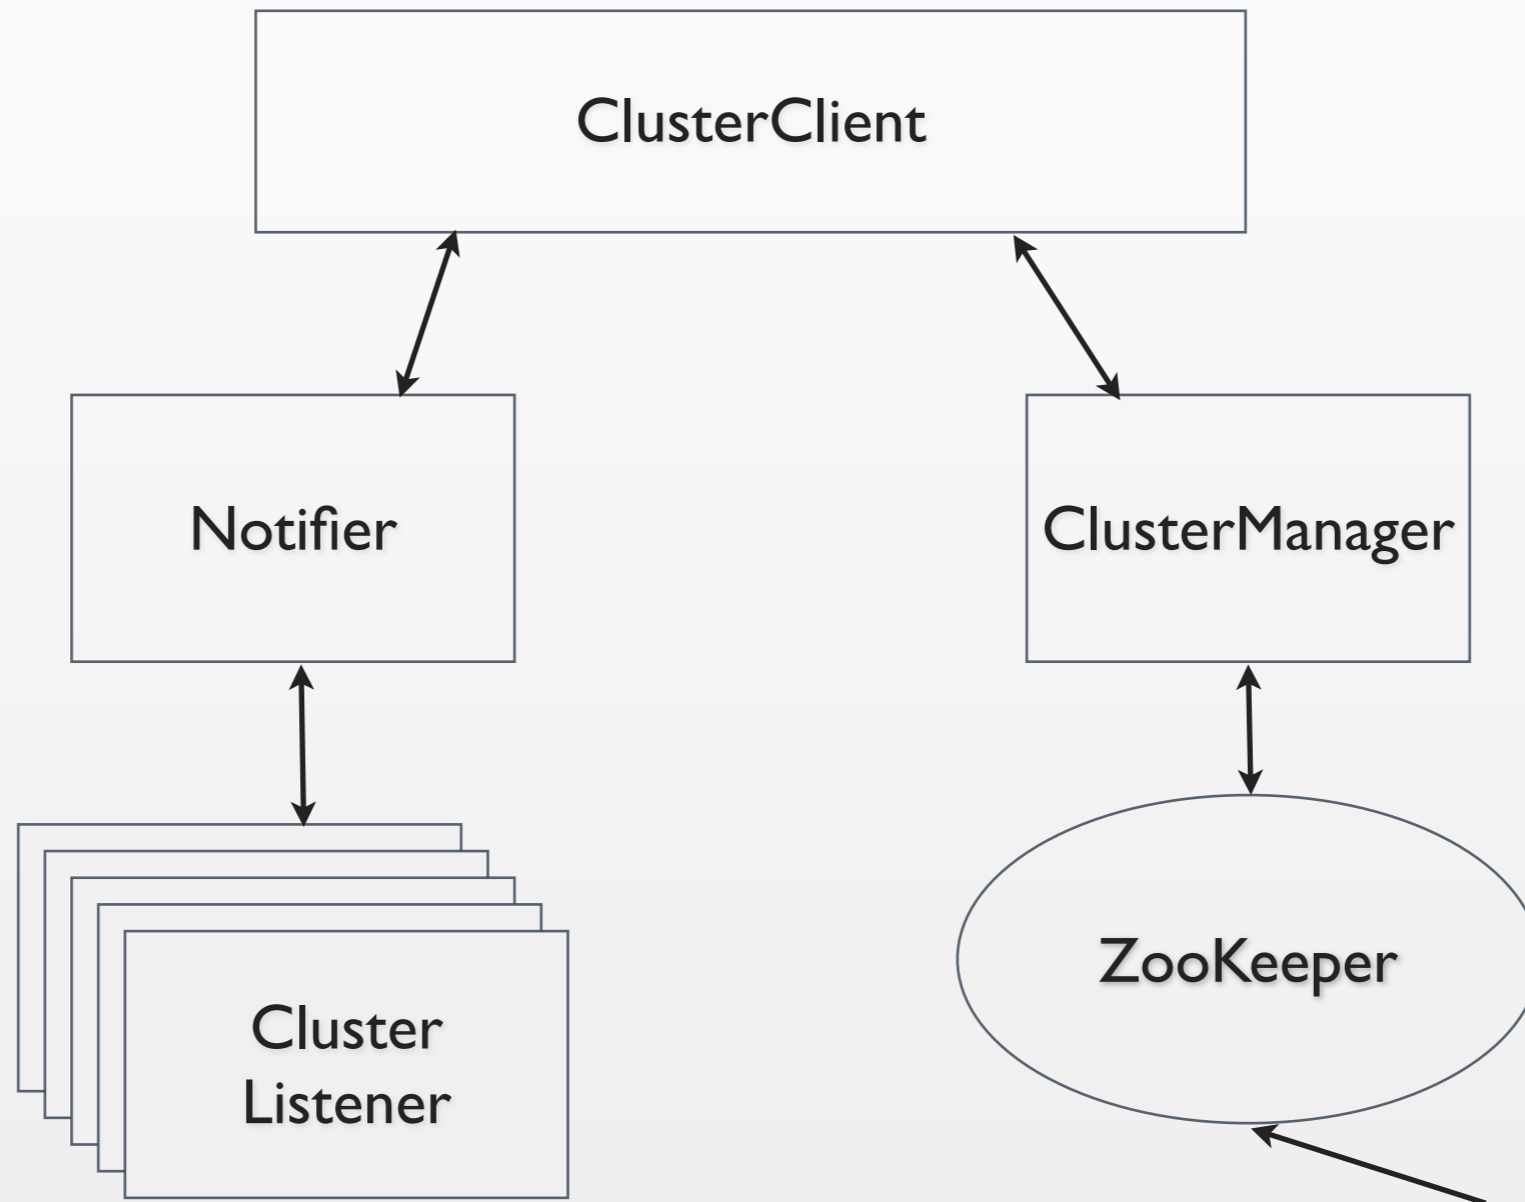 ClusterClient
Notifier
ClusterManager
ZooKeeper
Cluster
Listener